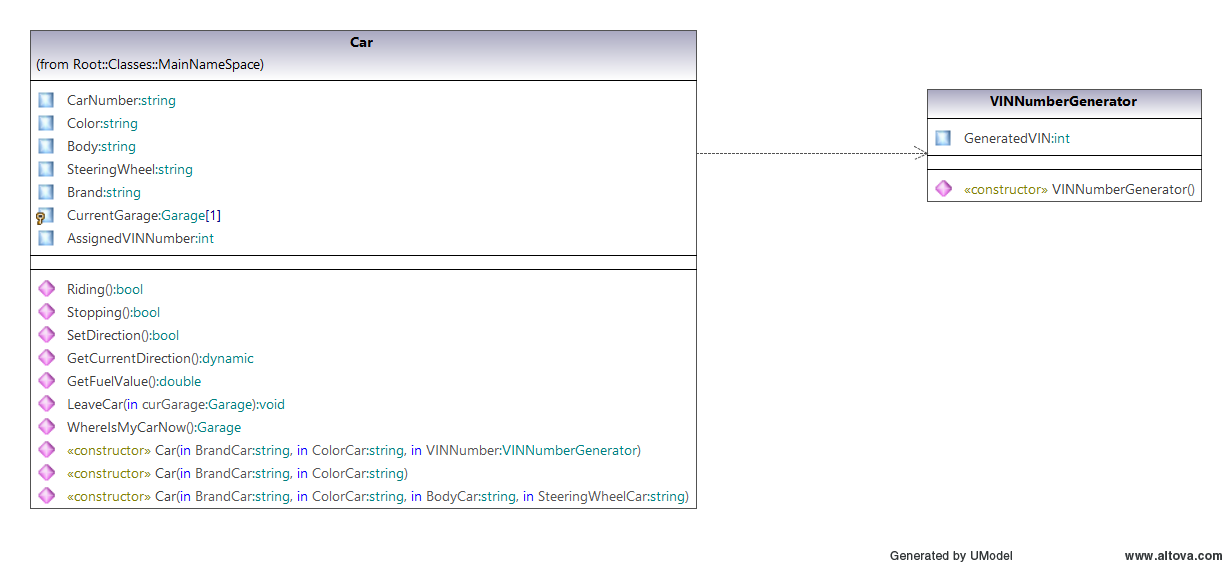 Car
(from Root::Classes::MainNameSpace)
CarNumber:string
Color:string
Body:string
SteeringWheel:string
Brand:string
CurrentGarage:Garage[1]
AssignedVINNumber:int
Riding():bool
Stopping():bool
SetDirection():bool
GetCurrentDirection():dynamic
GetFuelValue():double
LeaveCar(in curGarage:Garage):void
WhereIsMyCarNow():Garage
«constructor» Car(in BrandCar:string, in ColorCar:string, in VINNumber:VINNumberGenerator)
«constructor» Car(in BrandCar:string, in ColorCar:string)
«constructor» Car(in BrandCar:string, in ColorCar:string, in BodyCar:string, in SteeringWheelCar:string)
VINNumberGenerator
GeneratedVIN:int
«constructor» VINNumberGenerator()
Generated by UModel
www.altova.com